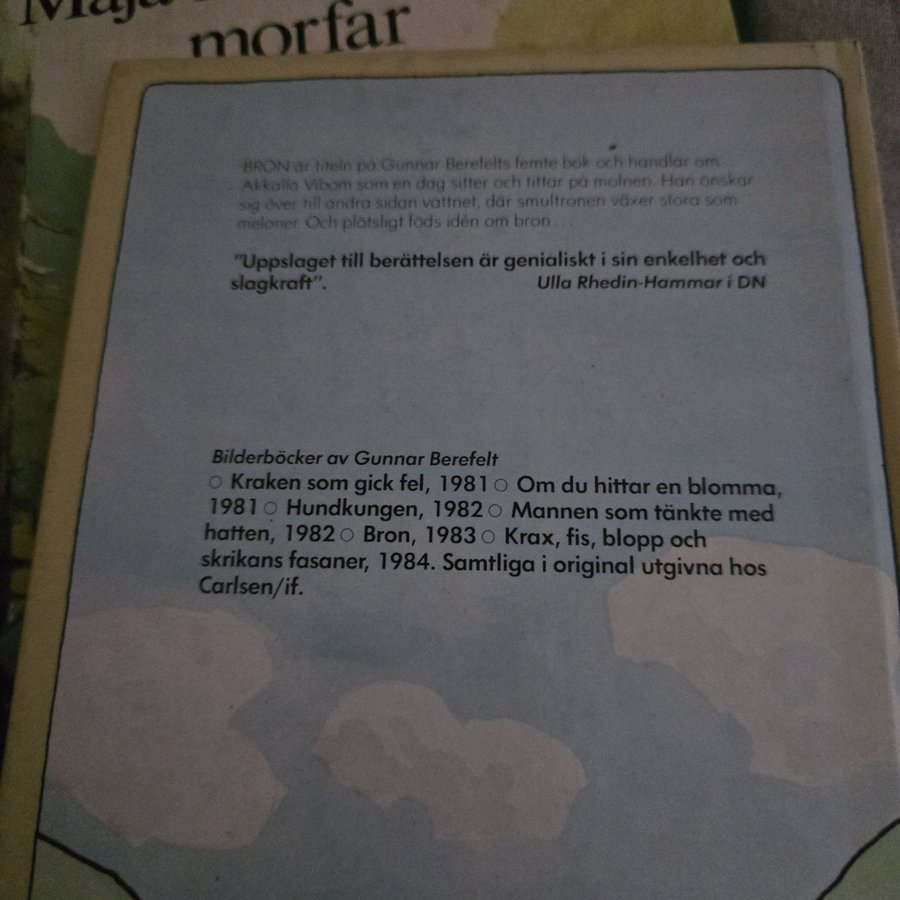 Maja
morfar
BRON är titeln på Gunnar Berefelts femte bok och handlar om
Akkalla Vibom som en dag sitter och tittar på molnen. Han önskar
sig över till andra sidan vattnet, där smultronen växer stora som
meloner. Och plötsligt föds idén om bron...
"Uppslaget till berättelsen är genialiskt i sin enkelhet och
slagkraft". Ulla Rhedin-Hammar i DN
Bilderböcker av Gunnar Berefelt
○ Kraken som gick fel, 1981 ○ Om du hittar en blomma,
1981 ○ Hundkungen, 1982 ○ Mannen som tänkte med
hatten, 1982 ○ Bron, 1983 ○ Krax, fis, blopp och
skrikans fasaner, 1984. Samtliga i original utgivna hos
Carlsen/if.